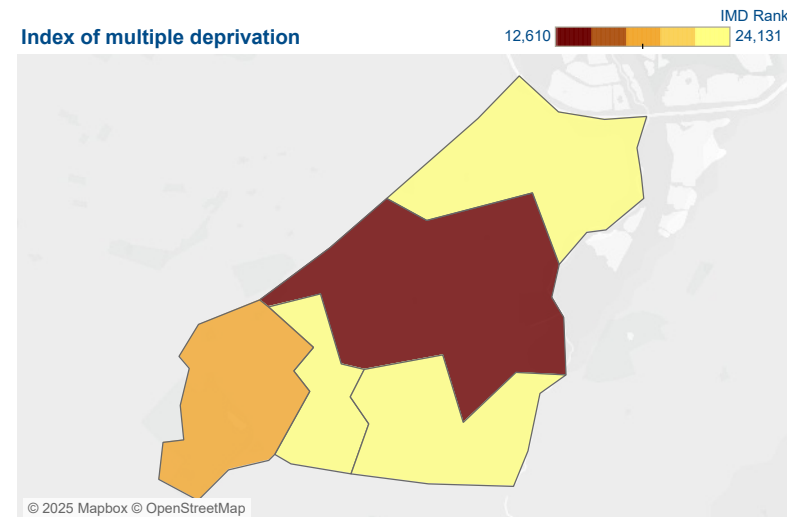 IMD Rank
Index of multiple deprivation
12,610
24,131
© 2025 Mapbox © OpenStreetMap